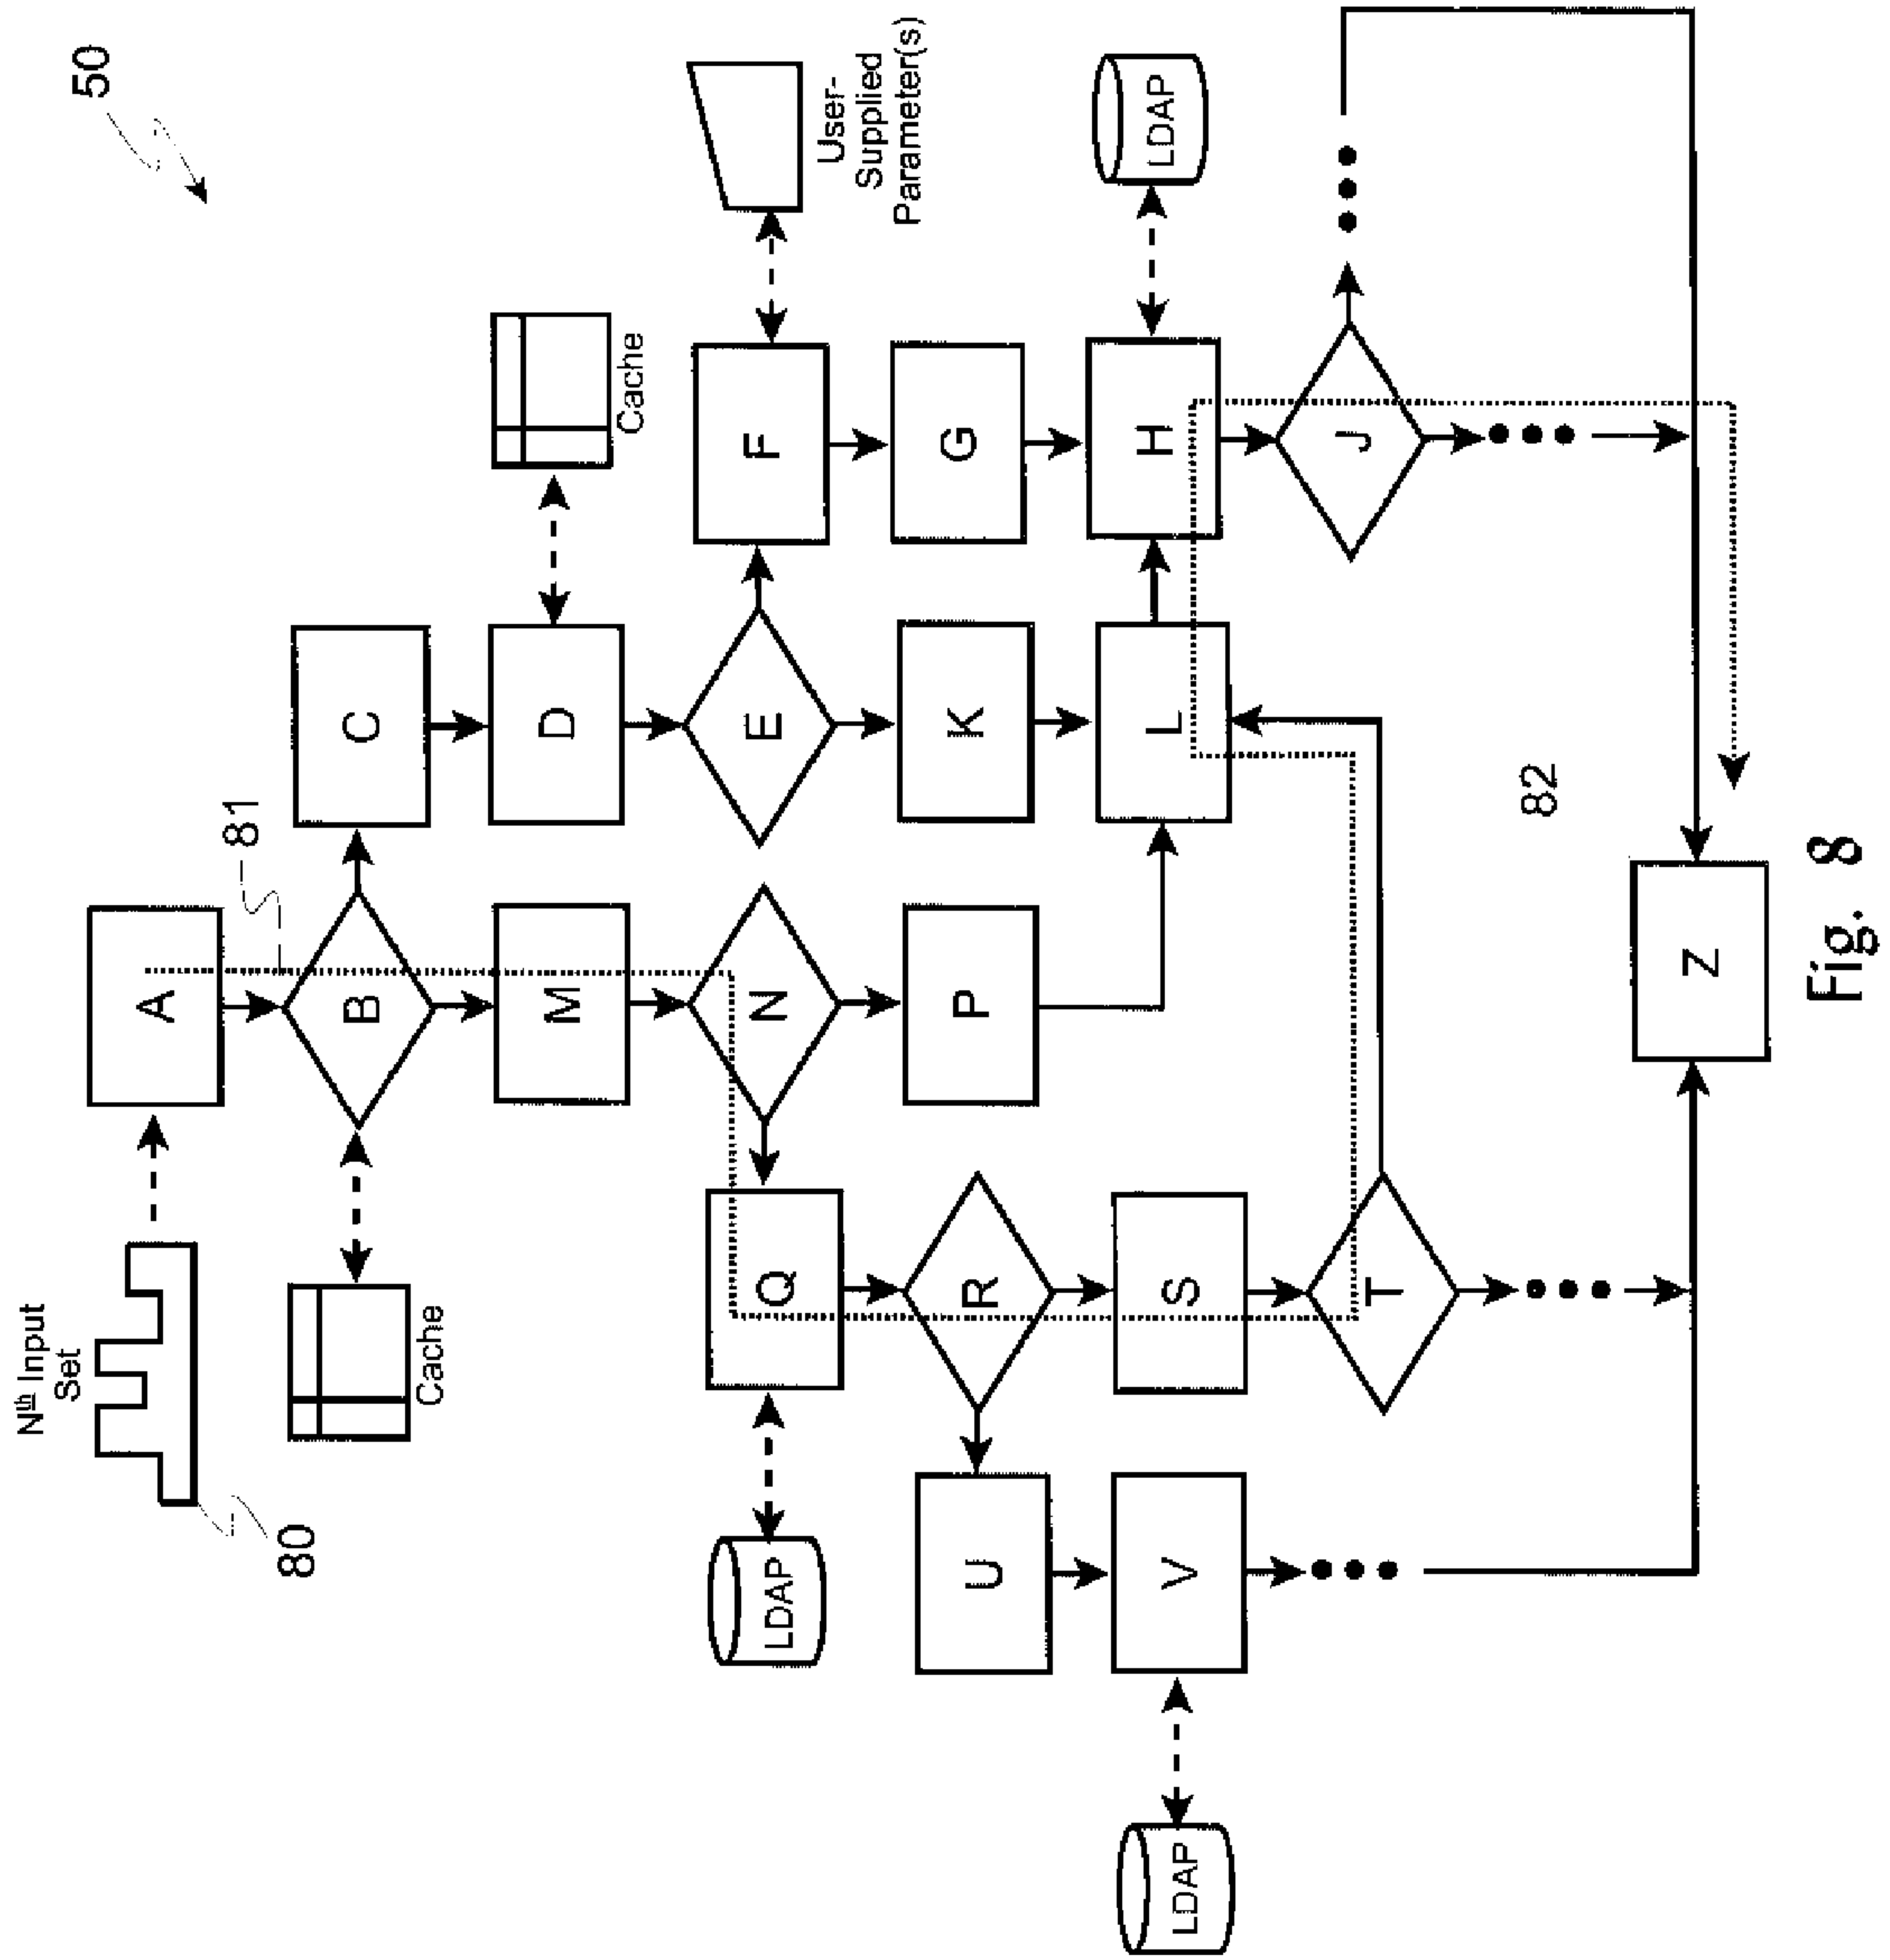 50
Nth Input
Set
80
A
81
B
Cache
C
M
D
Cache
N
E
F
User-
Supplied
Parameter(s)
LDAP
Q
P
K
G
U
R
L
H
LDAP
LDAP
V
S
T
J
82
Z
Fig. 8